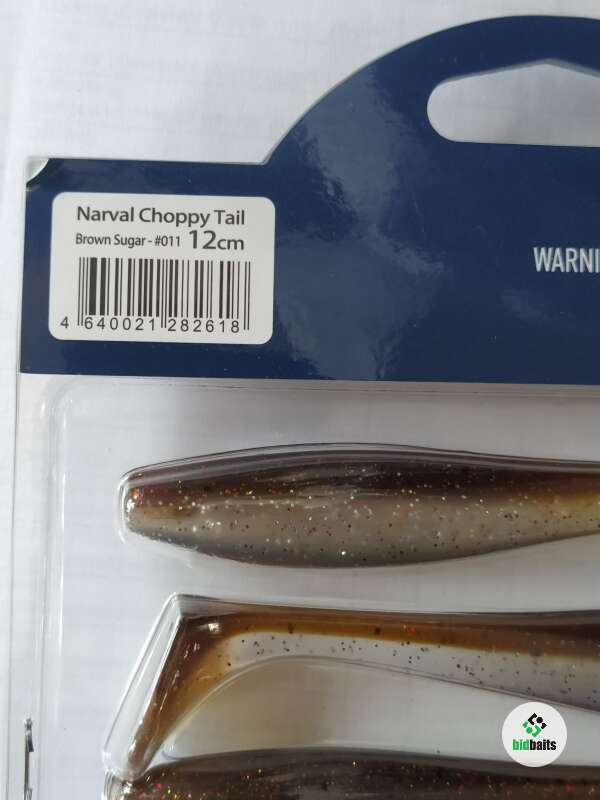 Narval Choppy Tail
Brown Sugar - #011 12cm
4 640021 282618
WARNI
bidbaits